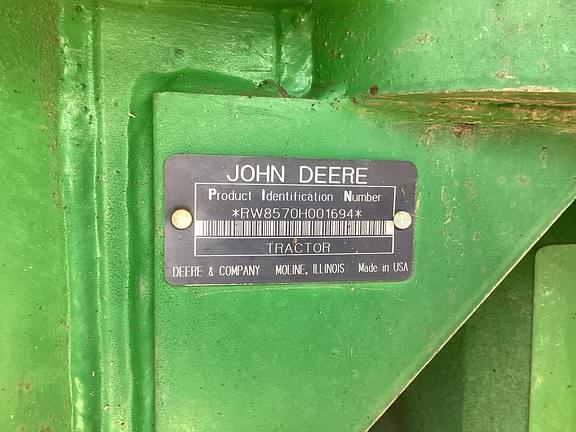 JOHN DEERE
Product Identification Number
*RW8570H001694*
TRACTOR
DEERE & COMPANY MOLINE, ILLINOIS Made in USA